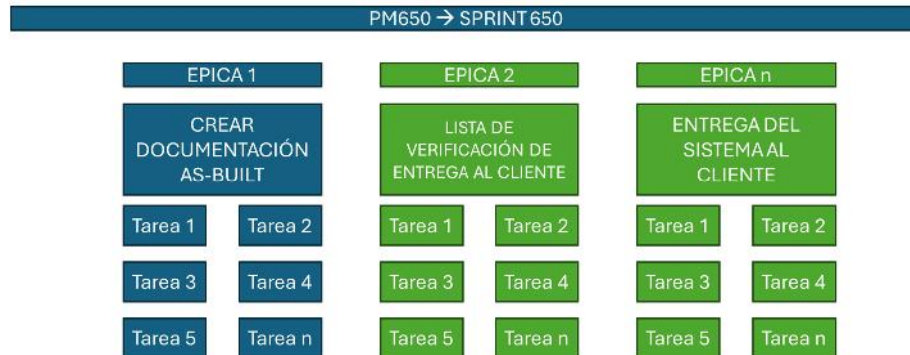 PM650 → SPRINT 650
EPICA 1
EPICA 2
EPICA n
CREAR
DOCUMENTACIÓN
AS-BUILT
LISTA DE
VERIFICACIÓN DE
ENTREGA AL CLIENTE
ENTREGA DEL
SISTEMA AL
CLIENTE
Tarea 1
Tarea 2
Tarea 1
Tarea 2
Tarea 1
Tarea 2
Tarea 3
Tarea 4
Tarea 3
Tarea 4
Tarea 3
Tarea 4
Tarea 5
Tarea n
Tarea 5
Tarea n
Tarea 5
Tarea n